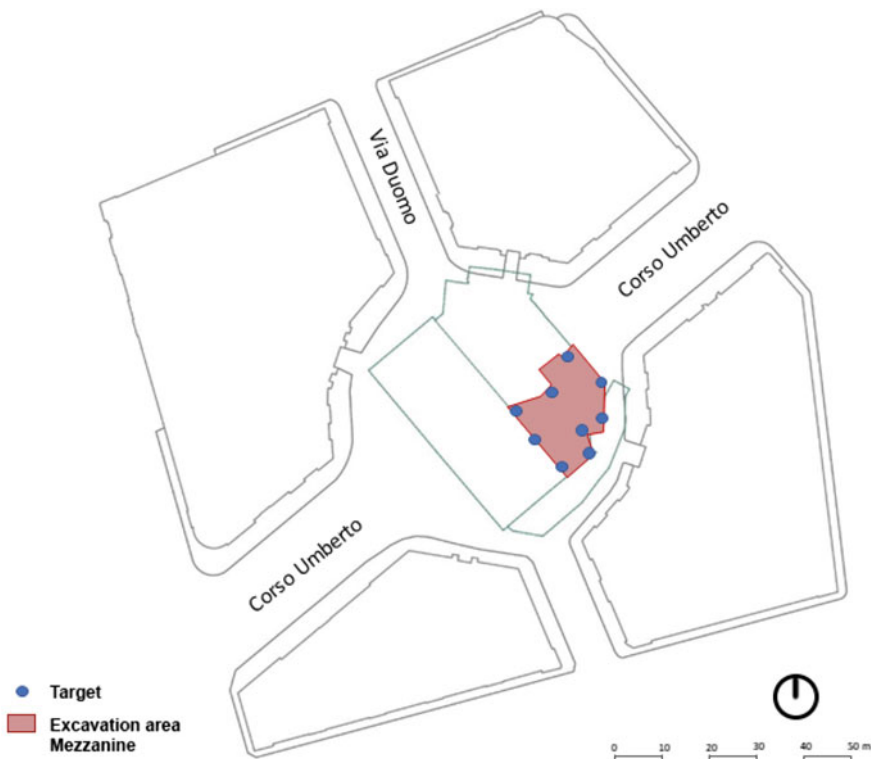 Via Duomo
Corso Umberto
Corso Umberto
Target
Excavation area
Mezzanine
0 10 20 30 40 50 m